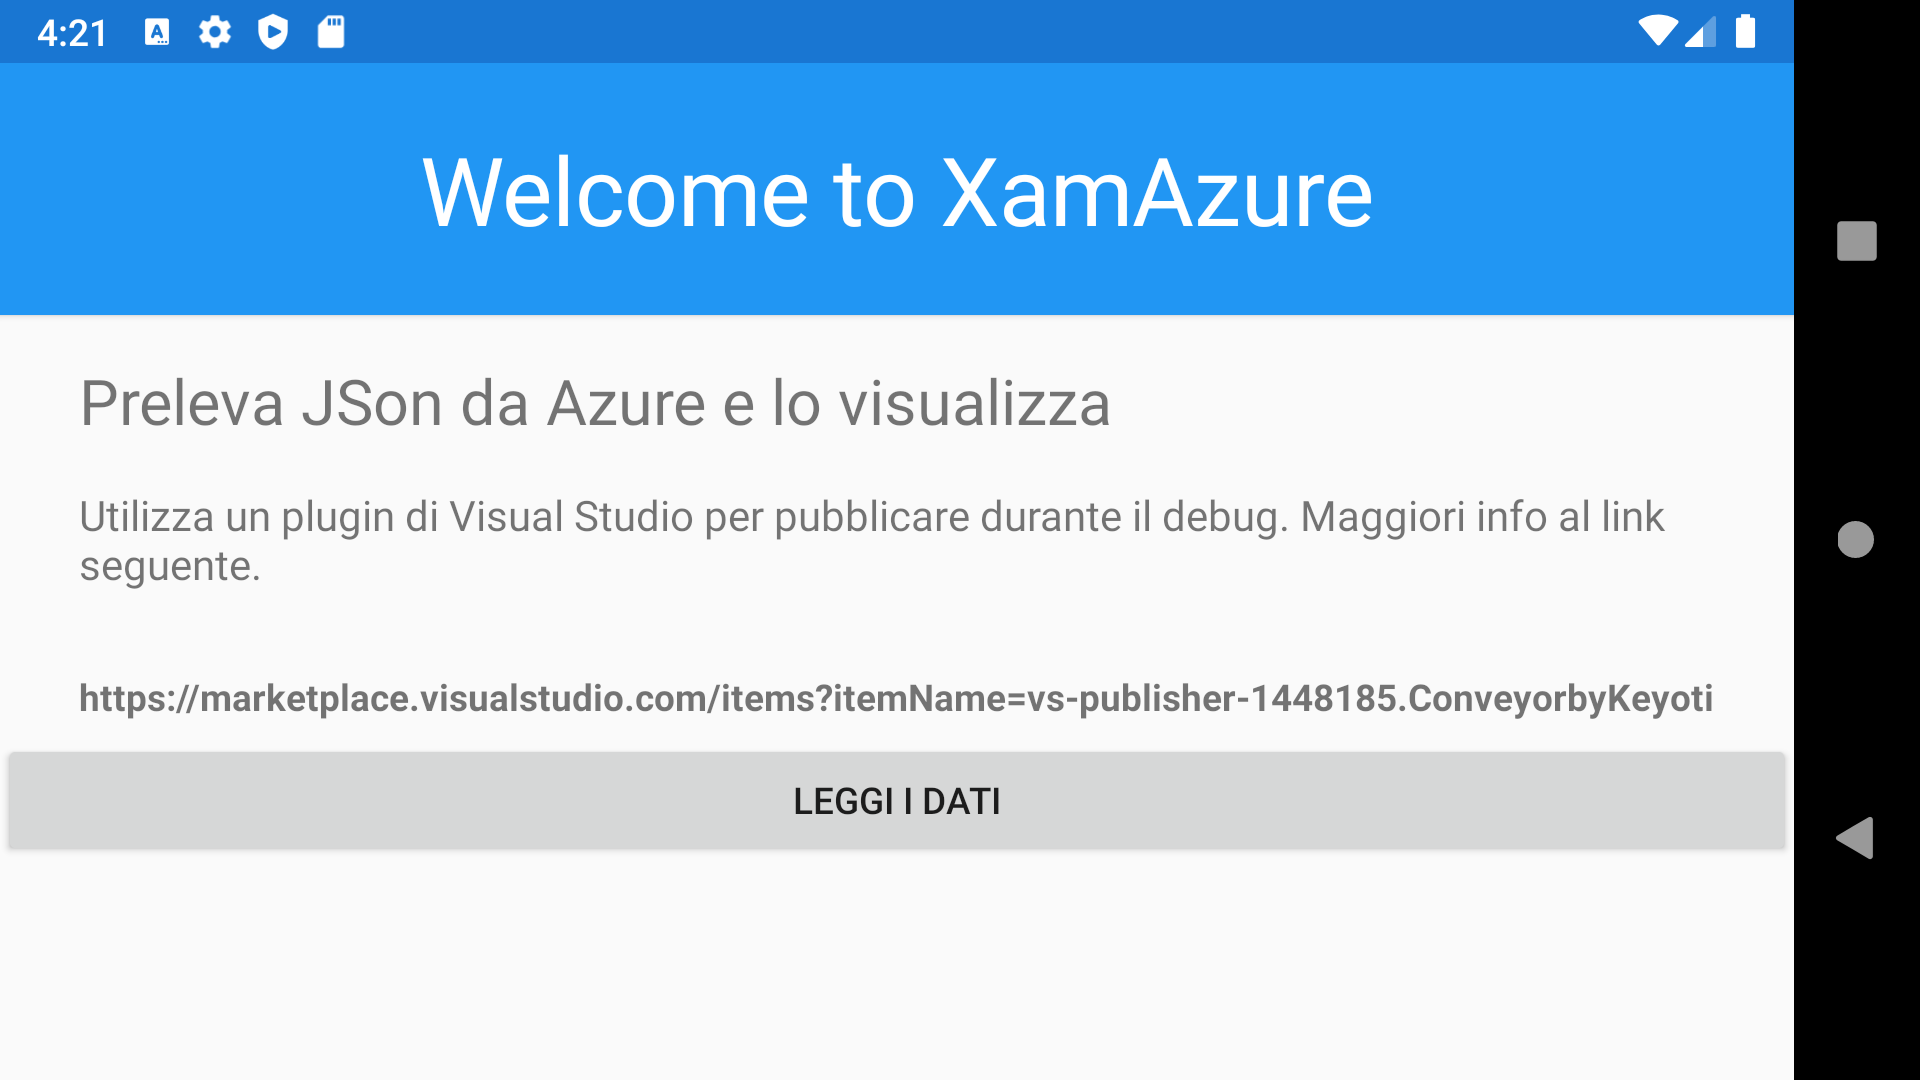 4:21
Welcome to XamAzure
Preleva JSon da Azure e lo visualizza
Utilizza un plugin di Visual Studio per pubblicare durante il debug. Maggiori info al link
seguente.
https://marketplace.visualstudio.com/items?itemName=vs-publisher-1448185.ConveyorbyKeyoti
LEGGI I DATI